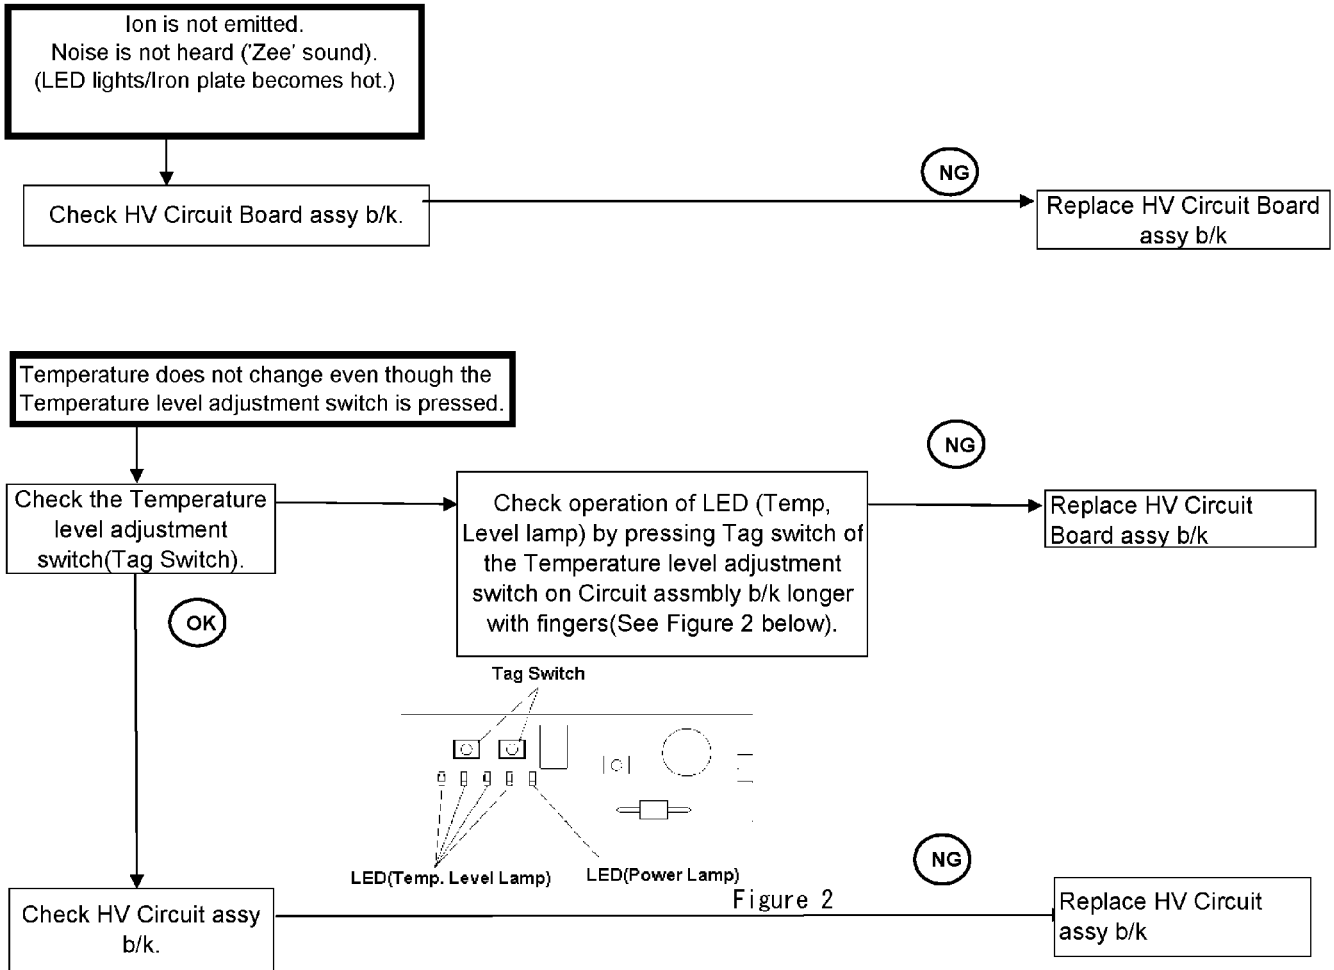 Ion is not emitted.
Noise is not heard ('Zee' sound).
(LED lights/Iron plate becomes hot.)
NG
Check HV Circuit Board assy b/k.
Replace HV Circuit Board
assy b/k
Temperature does not change even though the
Temperature level adjustment switch is pressed.
NG
Check the Temperature
level adjustment
switch(Tag Switch).
Check operation of LED (Temp,
Level lamp) by pressing Tag switch of
the Temperature level adjustment
switch on Circuit assmbly b/k longer
with fingers(See Figure 2 below).
Replace HV Circuit
Board assy b/k
OK
Tag Switch
LED(Temp. Level Lamp)
LED(Power Lamp)
Figure 2
NG
Check HV Circuit assy
b/k.
Replace HV Circuit
assy b/k